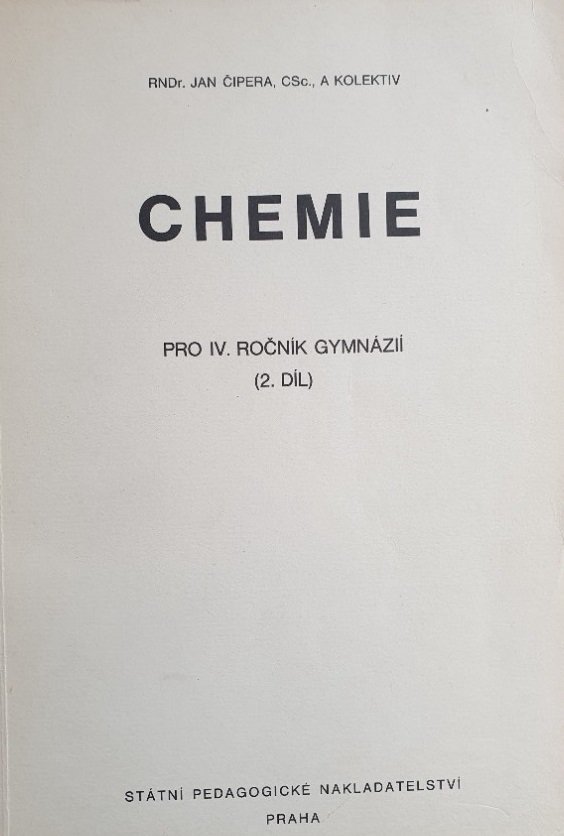 RNDr. JAN ČIPERA, CSc., A KOLEKTIV
CHEMIE
PRO IV. ROČNÍK GYMNÁZIÍ
(2. DÍL)
STÁTNÍ PEDAGOGICKÉ NAKLADATELSTVÍ
PRAHA